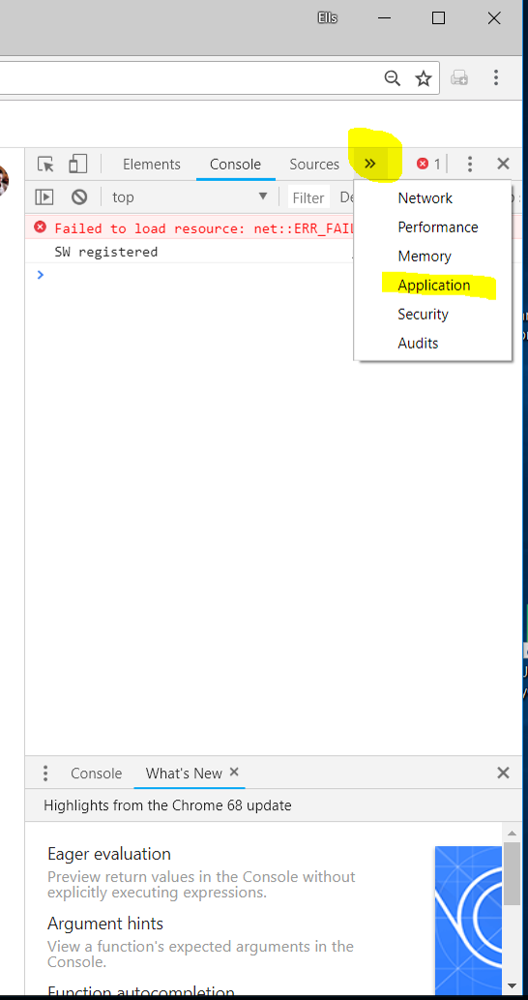 Ells
Elements Console Sources » 1
top Filter De
Network
Performance
Memory
Application
Security
Audits
Failed to load resource: net::ERR_FAIL
SW registered
Console What's New
Highlights from the Chrome 68 update
Eager evaluation
Preview return values in the Console without
explicitly executing expressions.
Argument hints
View a function's expected arguments in the
Console.
Function autocompletion